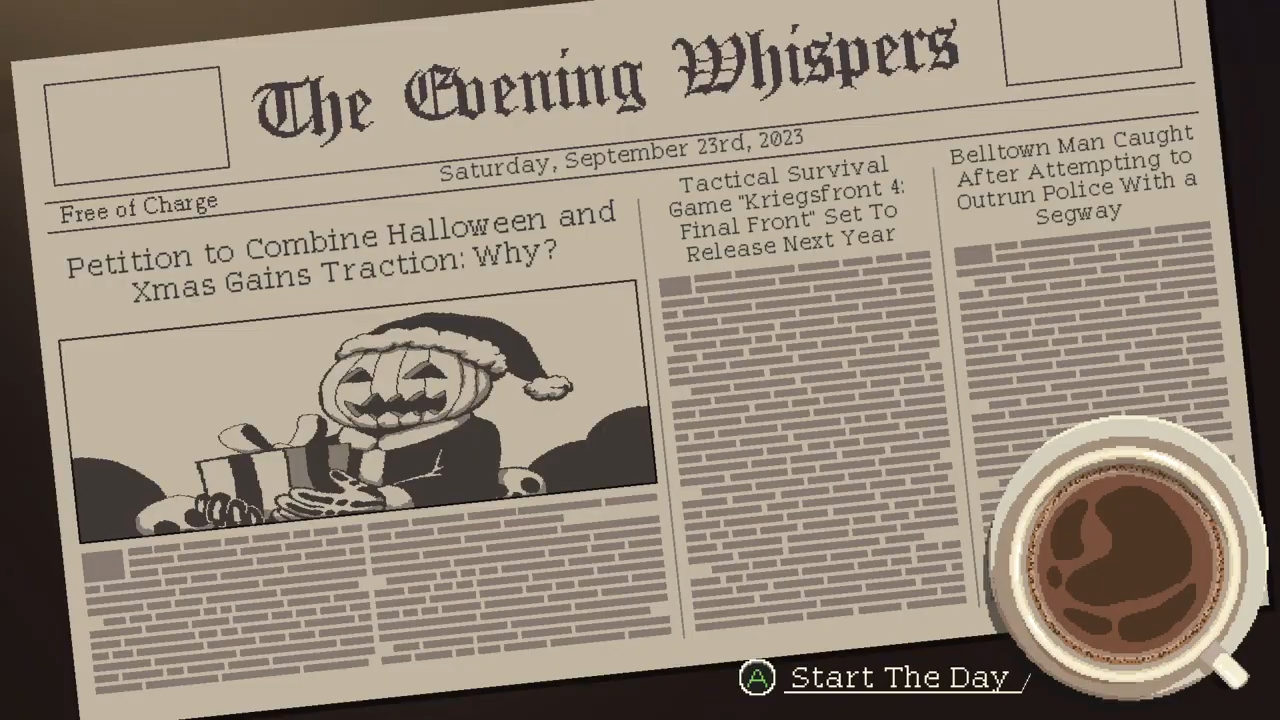 The Evening Whispers
Saturday, September 23rd, 2023
Free of Charge
Petition to Combine Halloween and
Xmas Gains Traction: Why?
Tactical Survival
Game "Kriegsfront 4:
Final Front" Set To
Release Next Year
Belltown Man Caught
After Attempting to
Outrun Police With a
Segway
A Start The Day